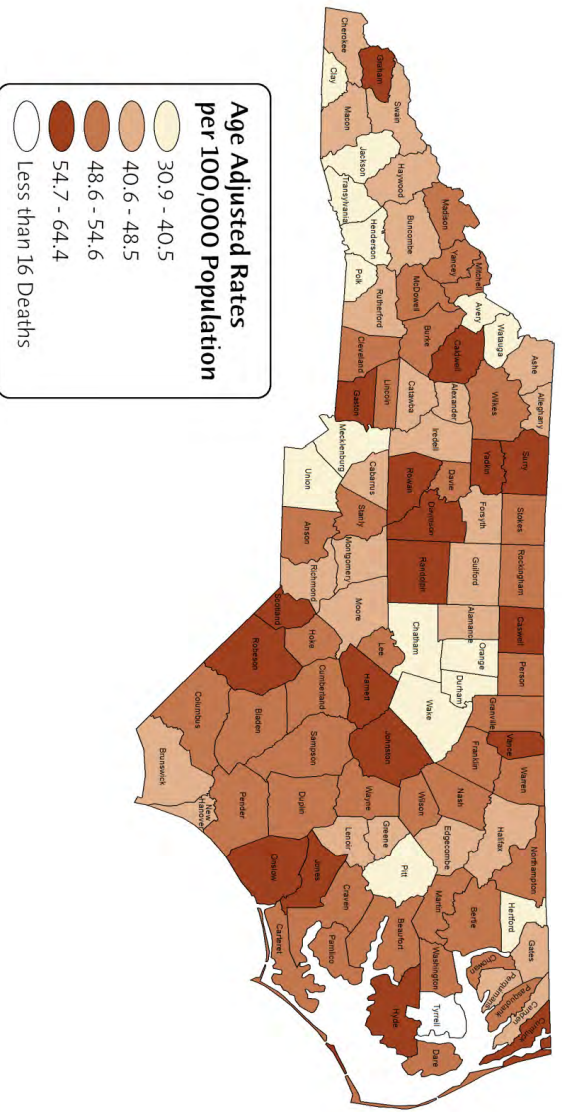 Age Adjusted Rates
per 100,000 Population
30.9 - 40.5
40.6 - 48.5
48.6 - 54.6
54.7 - 64.4
Less than 16 Deaths
Cherokee
Graham
Clay
Swain
Macon
Jackson
Haywood
Transylvania
Madison
Buncombe
Henderson
Yancey
Mitchell
Polk
McDowell
Rutherford
Avery
Watauga
Burke
Cleveland
Caldwell
Ashe
Alleghany
Wilkes
Alexander
Catawba
Lincoln
Gaston
Iredell
Mecklenburg
Surry
Yadkin
Davie
Rowan
Cabarrus
Union
Stokes
Forsyth
Davidson
Stanly
Anson
Rockingham
Guilford
Randolph
Montgomery
Richmond
Caswell
Alamance
Chatham
Moore
Scotland
Hoke
Lee
Robeson
Person
Orange
Durham
Wake
Harnett
Cumberland
Bladen
Columbus
Granville
Vance
Franklin
Johnston
Sampson
Brunswick
New
Hanover
Pender
Warren
Nash
Wilson
Wayne
Duplin
Halifax
Edgecombe
Greene
Lenoir
Pitt
Jones
Onslow
Northampton
Hertford
Bertie
Martin
Craven
Beaufort
Pamlico
Carteret
Gates
Chowan
Perquimans
Pasquotank
Camden
Currituck
Washington
Tyrrell
Hyde
Dare